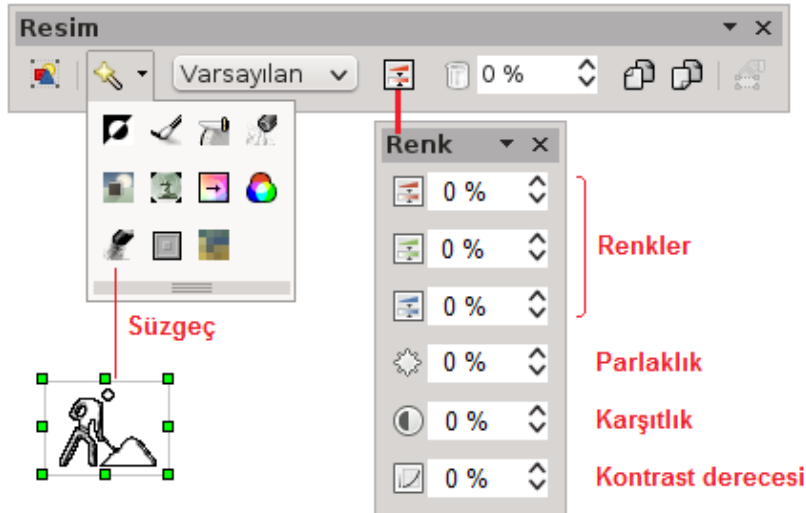 Resim
Varsayılan
0 %
Renk
0 %
0 %
Renkler
0 %
Süzgeç
0 %
Parlaklık
0 %
Karşıtlık
0 %
Kontrast derecesi